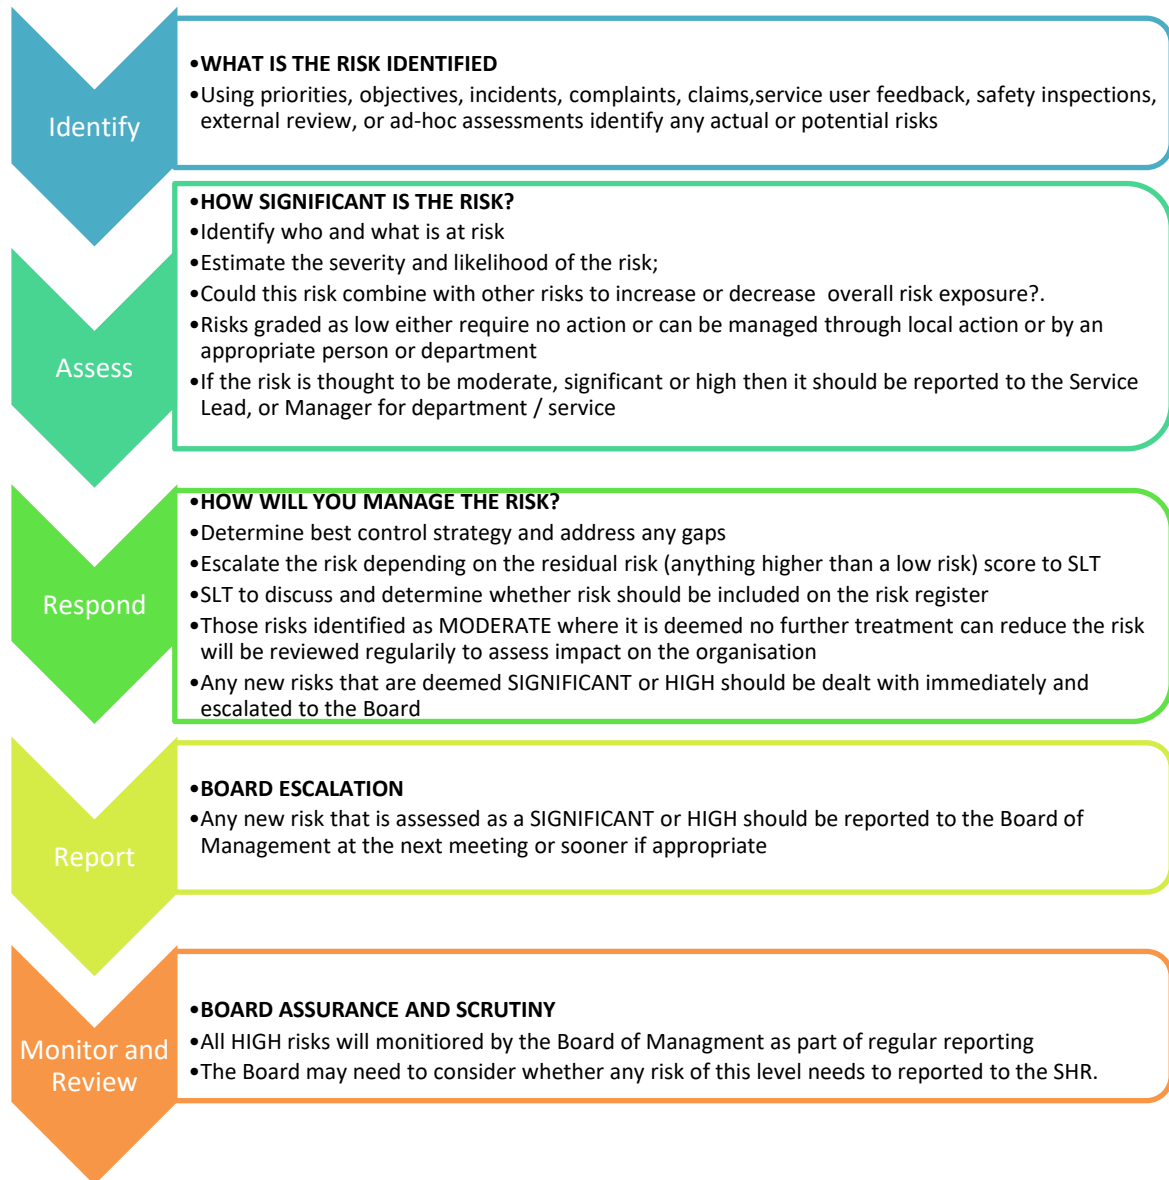 Identify
•WHAT IS THE RISK IDENTIFIED
•Using priorities, objectives, incidents, complaints, claims,service user feedback, safety inspections,
external review, or ad-hoc assessments identify any actual or potential risks
Assess
•HOW SIGNIFICANT IS THE RISK?
•Identify who and what is at risk
•Estimate the severity and likelihood of the risk;
•Could this risk combine with other risks to increase or decrease  overall risk exposure?.
•Risks graded as low either require no action or can be managed through local action or by an
appropriate person or department
•If the risk is thought to be moderate, significant or high then it should be reported to the Service
Lead, or Manager for department / service
Respond
•HOW WILL YOU MANAGE THE RISK?
•Determine best control strategy and address any gaps
•Escalate the risk depending on the residual risk (anything higher than a low risk) score to SLT
•SLT to discuss and determine whether risk should be included on the risk register
•Those risks identified as MODERATE where it is deemed no further treatment can reduce the risk
will be reviewed regularily to assess impact on the organisation
•Any new risks that are deemed SIGNIFICANT or HIGH should be dealt with immediately and
escalated to the Board
Report
•BOARD ESCALATION
•Any new risk that is assessed as a SIGNIFICANT or HIGH should be reported to the Board of
Management at the next meeting or sooner if appropriate
Monitor and
Review
•BOARD ASSURANCE AND SCRUTINY
•All HIGH risks will monitiored by the Board of Managment as part of regular reporting
•The Board may need to consider whether any risk of this level needs to reported to the SHR.